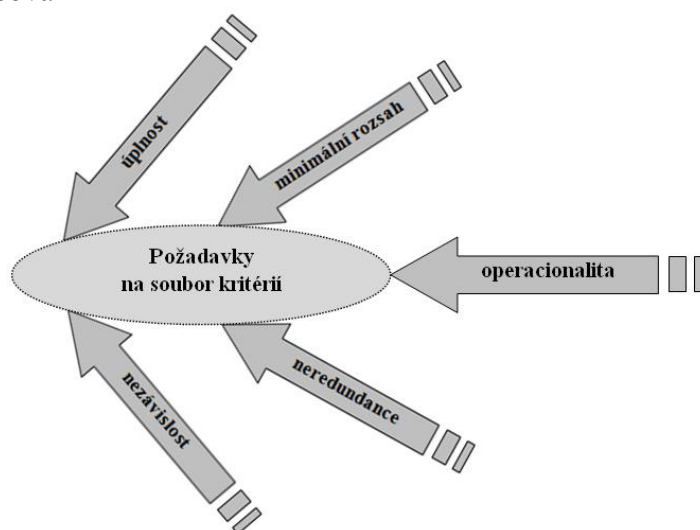 úplnost
minimální rozsah
Požadavky
na soubor kritérií
operacionalita
neredundance
nezávislost